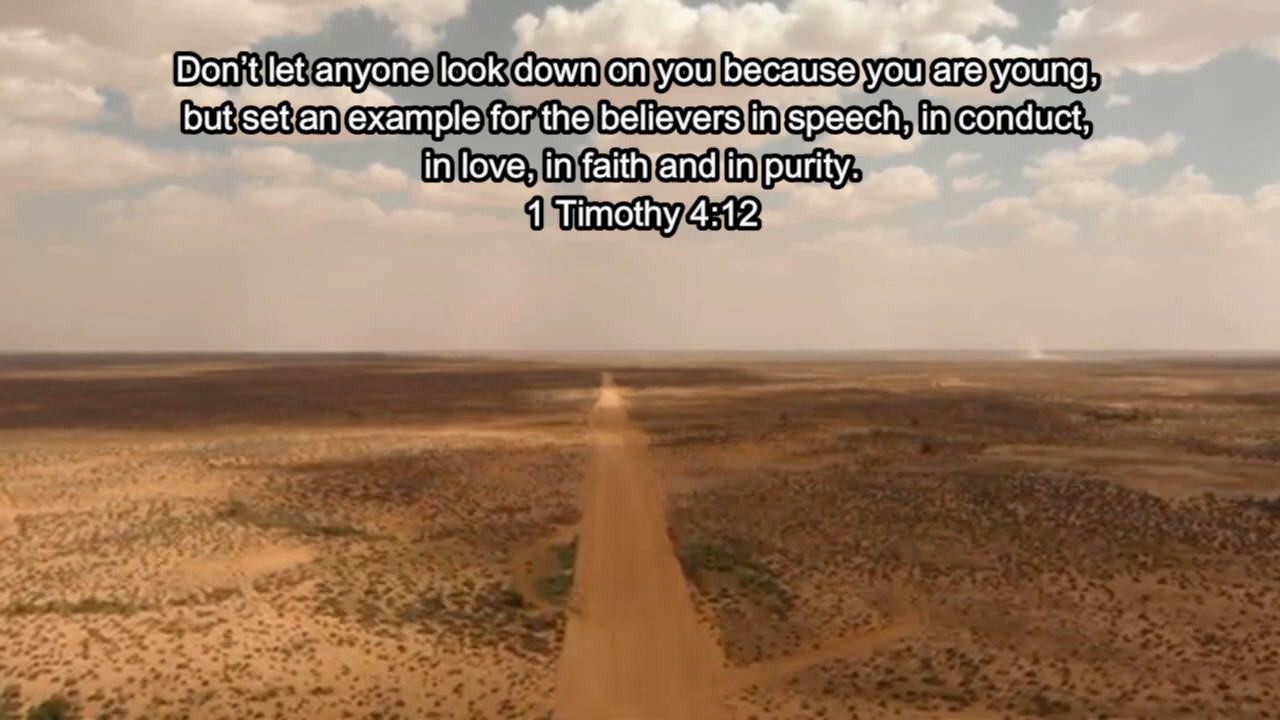 Don’t let anyone look down on you because you are young,
but set an example for the believers in speech, in conduct,
in love, in faith and in purity.
1 Timothy 4:12